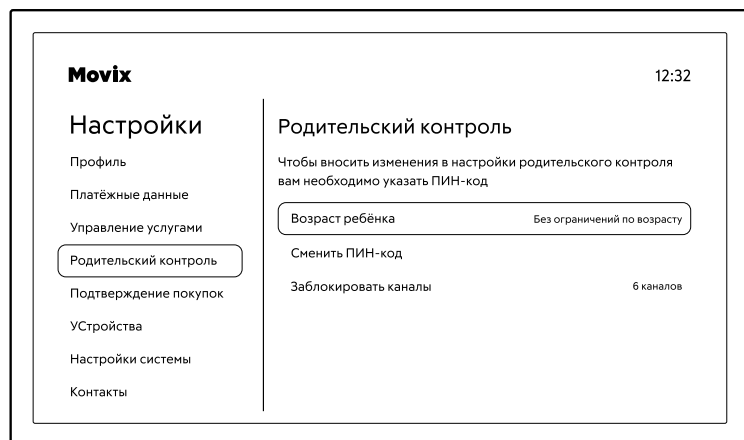 Movix
12:32
Настройки
Профиль
Платёжные данные
Управление услугами
Родительский контроль
Подтверждение покупок
УСтройства
Настройки системы
Контакты
Родительский контроль
Чтобы вносить изменения в настройки родительского контроля
вам необходимо указать ПИН-код
Возраст ребёнка Без ограничений по возрасту
Сменить ПИН-код
Заблокировать каналы 6 каналов